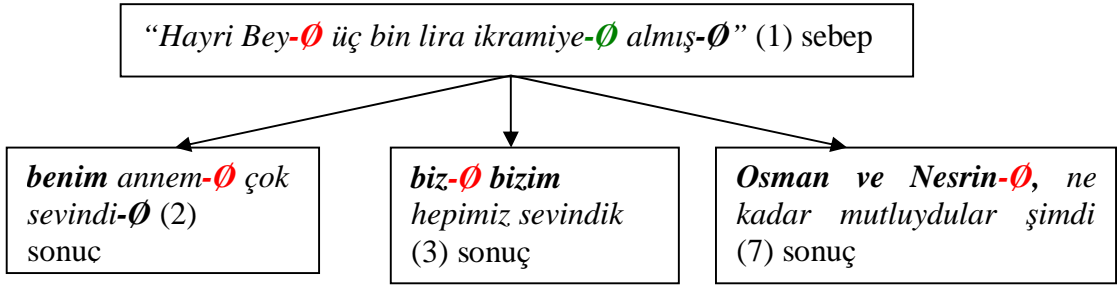 “Hayri Bey-Ø üç bin lira ikramiye-Ø almış-Ø” (1) sebep
benim annem-Ø çok
sevindi-Ø (2)
sonuç
biz-Ø bizim
hepimiz sevindik
(3) sonuç
Osman ve Nesrin-Ø, ne
kadar mutluydular şimdi
(7) sonuç